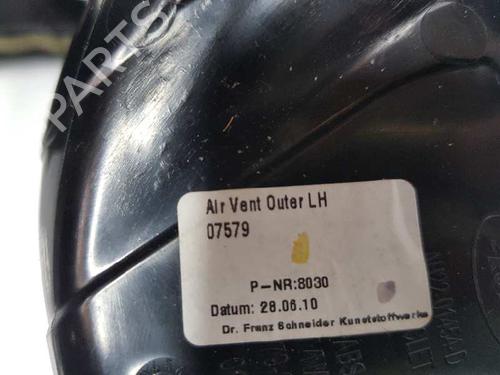 PARTS
Air Vent Outer LH
07579
P-NR:8030
Datum: 28.06.10
Dr. Franz Schneider Kunststoffwerke